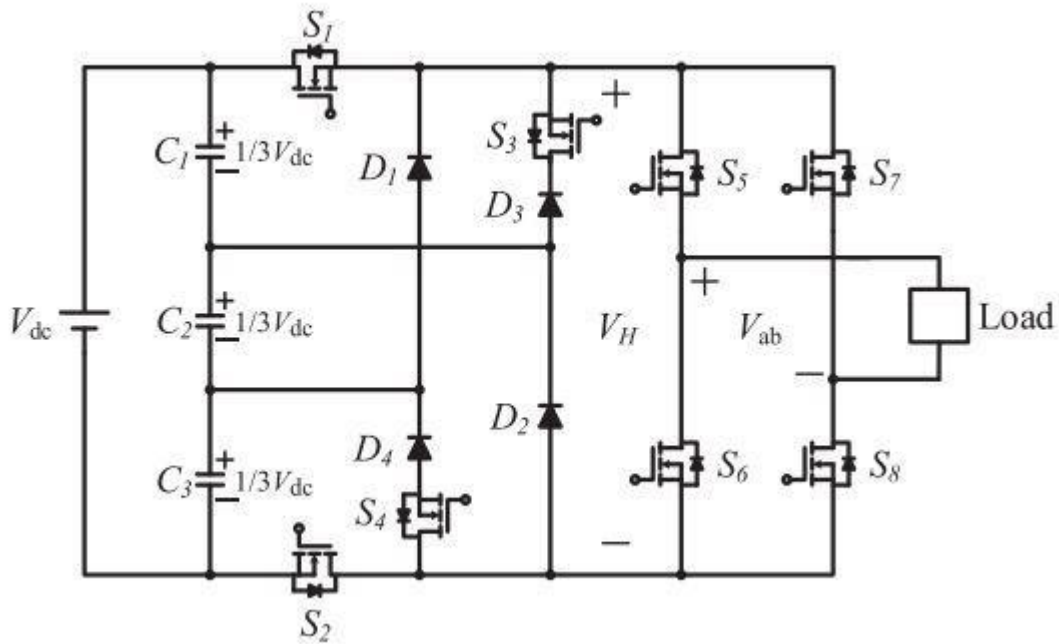 S1
+
C1
1/3Vdc
−
D1
S3
+
D3
S5
S7
Vdc
+
C2
1/3Vdc
−
VH
+
Vab
−
Load
D2
D4
+
C3
1/3Vdc
−
S4
S6
S8
−
S2